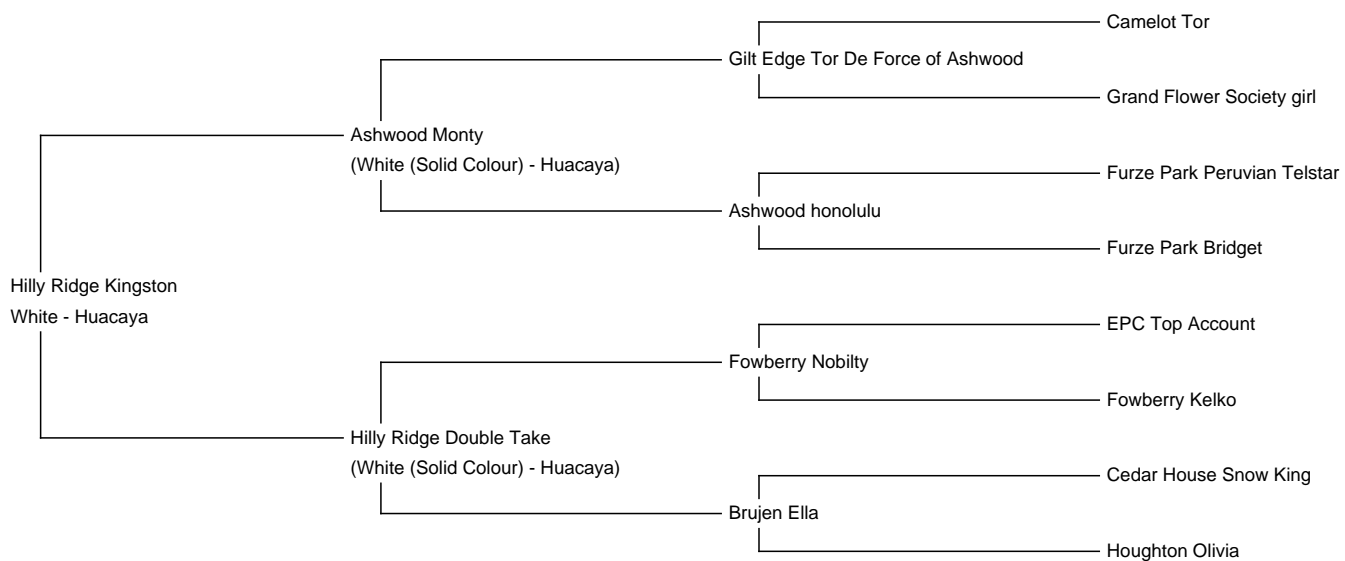 Camelot Tor
Gilt Edge Tor De Force of Ashwood
Grand Flower Society girl
Ashwood Monty
(White (Solid Colour) - Huacaya)
Furze Park Peruvian Telstar
Ashwood honolulu
Furze Park Bridget
Hilly Ridge Kingston
White - Huacaya
EPC Top Account
Fowberry Nobilty
Fowberry Kelko
Hilly Ridge Double Take
(White (Solid Colour) - Huacaya)
Cedar House Snow King
Brujen Ella
Houghton Olivia